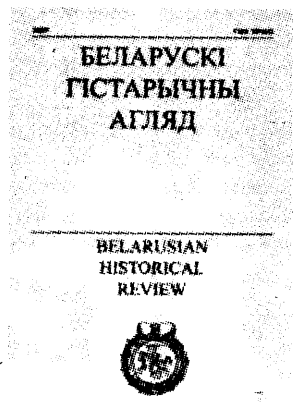 БЕЛАРУСКІ
ГІСТАРЫЧНЫ
АГЛЯД
BELARUSIAN
HISTORICAL
REVIEW